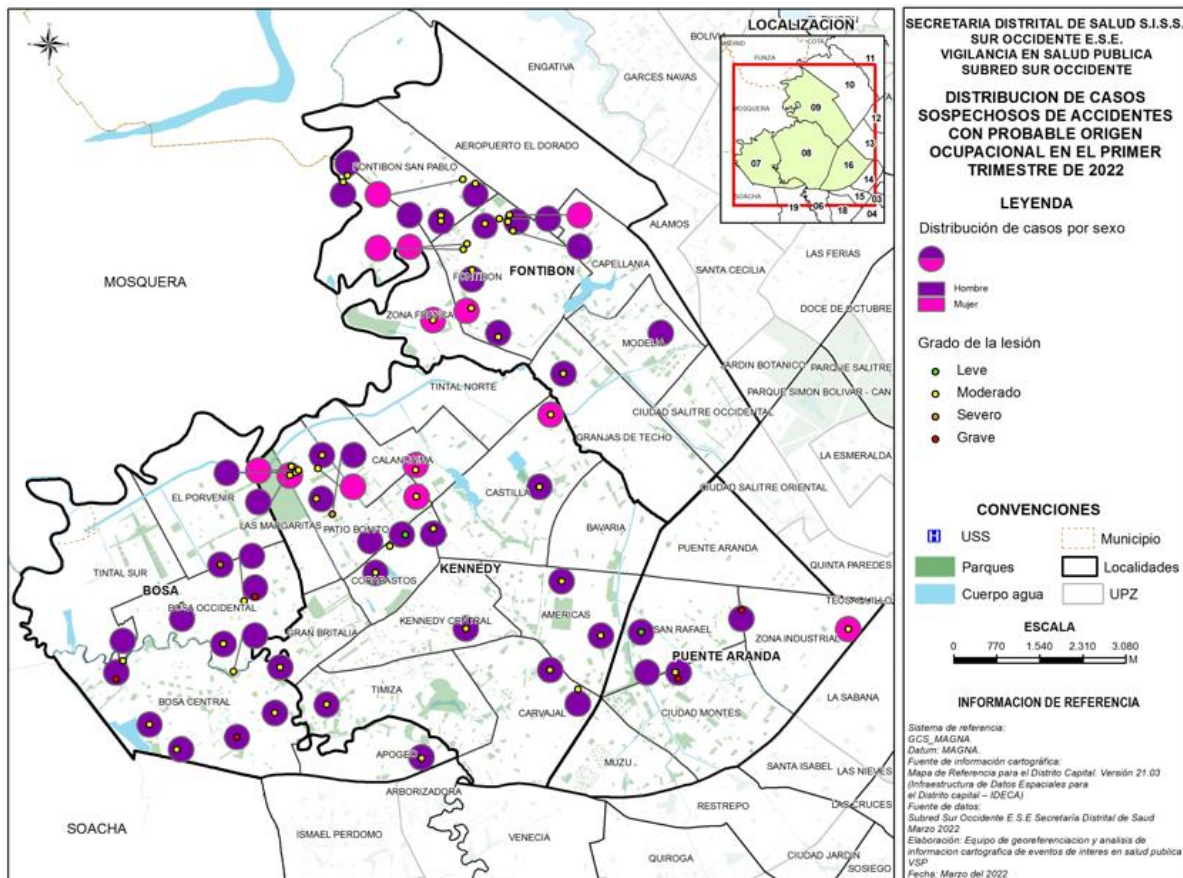 LOCALIZACIÓN
MADRID
COTA
FUNZA
MOSQUERA
SOACHA
11
10
09
12
13
08
07
16
14
15
03
19
06
18
04
BOLIVIA
ENGATIVA
GARCES NAVAS
AEROPUERTO EL DORADO
FONTIBON SAN PABLO
ALAMOS
LAS FERIAS
MOSQUERA
FONTIBON
CAPELLANIA
SANTA CECILIA
FONTIBON
ZONA FRANCA
DOCE DE OCTUBRE
MODELIA
JARDIN BOTANICO
PARQUE SALITRE
TINTAL NORTE
PARQUE SIMON BOLIVAR - CAN
CIUDAD SALITRE OCCIDENTAL
GRANJAS DE TECHO
LA ESMERALDA
CALANDAIMA
EL PORVENIR
CASTILLA
CIUDAD SALITRE ORIENTAL
LAS MARGARITAS
PATIO BONITO
BAVARIA
PUENTE ARANDA
TINTAL SUR
KENNEDY
QUINTA PAREDES
CORABASTOS
BOSA
TEUSAQUILLO
BOSA OCCIDENTAL
AMERICAS
GRAN BRITALIA
KENNEDY CENTRAL
SAN RAFAEL
ZONA INDUSTRIAL
PUENTE ARANDA
TIMIZA
LA SABANA
BOSA CENTRAL
CARVAJAL
CIUDAD MONTES
APOGEO
MUZU
SANTA ISABEL
LAS NIEVES
ARBORIZADORA
RESTREPO
LAS CRUCES
SOACHA
ISMAEL PERDOMO
VENECIA
QUIROGA
CIUDAD JARDIN
SOSIEGO
SECRETARIA DISTRITAL DE SALUD S.I.S.S.
SUR OCCIDENTE E.S.E.
VIGILANCIA EN SALUD PUBLICA
SUBRED SUR OCCIDENTE
DISTRIBUCION DE CASOS
SOSPECHOSOS DE ACCIDENTES
CON PROBABLE ORIGEN
OCUPACIONAL EN EL PRIMER
TRIMESTRE DE 2022
LEYENDA
Distribución de casos por sexo
Hombre
Mujer
Grado de la lesión
Leve
Moderado
Severo
Grave
CONVENCIONES
H USS
Municipio
Parques
Localidades
Cuerpo agua
UPZ
ESCALA
0 770 1.540 2.310 3.080
M
INFORMACION DE REFERENCIA
Sistema de referencia:
GCS_MAGNA
Datum: MAGNA.
Fuente de información cartográfica:
Mapa de Referencia para el Distrito Capital. Versión 21.03
(Infraestructura de Datos Espaciales para
el Distrito capital – IDECA)
Fuente de datos:
Subred Sur Occidente E.S.E Secretaría Distrital de Saud
Marzo 2022
Elaboración: Equipo de georeferenciacion y analisis de
informacion cartografica de eventos de interes en salud publica
VSP
Fecha: Marzo del 2022